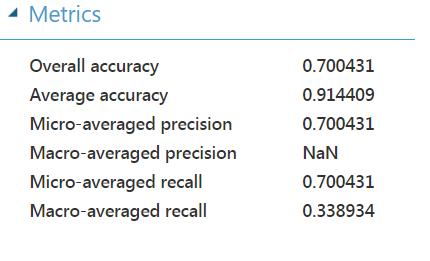 Metrics
Overall accuracy 0.700431
Average accuracy 0.914409
Micro-averaged precision 0.700431
Macro-averaged precision NaN
Micro-averaged recall 0.700431
Macro-averaged recall 0.338934